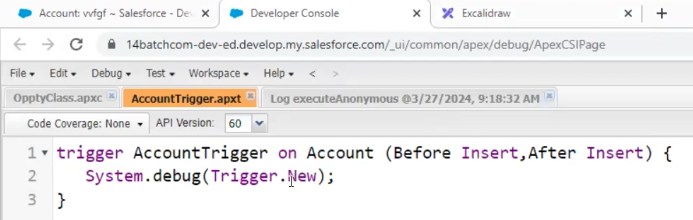 Account: vvfgf ~ Salesforce - Dev
Developer Console
Excalidraw
14batchcom-dev-ed.develop.my.salesforce.com/_ui/common/apex/debug/ApexCSIPage
File Edit Debug Test Workspace Help < >
OpptyClass.apxc AccountTrigger.apxt Log executeAnonymous @3/27/2024, 9:18:32 AM
Code Coverage: None API Version: 60
1 trigger AccountTrigger on Account (Before Insert,After Insert) {
2 System.debug(Trigger.New);
3 }